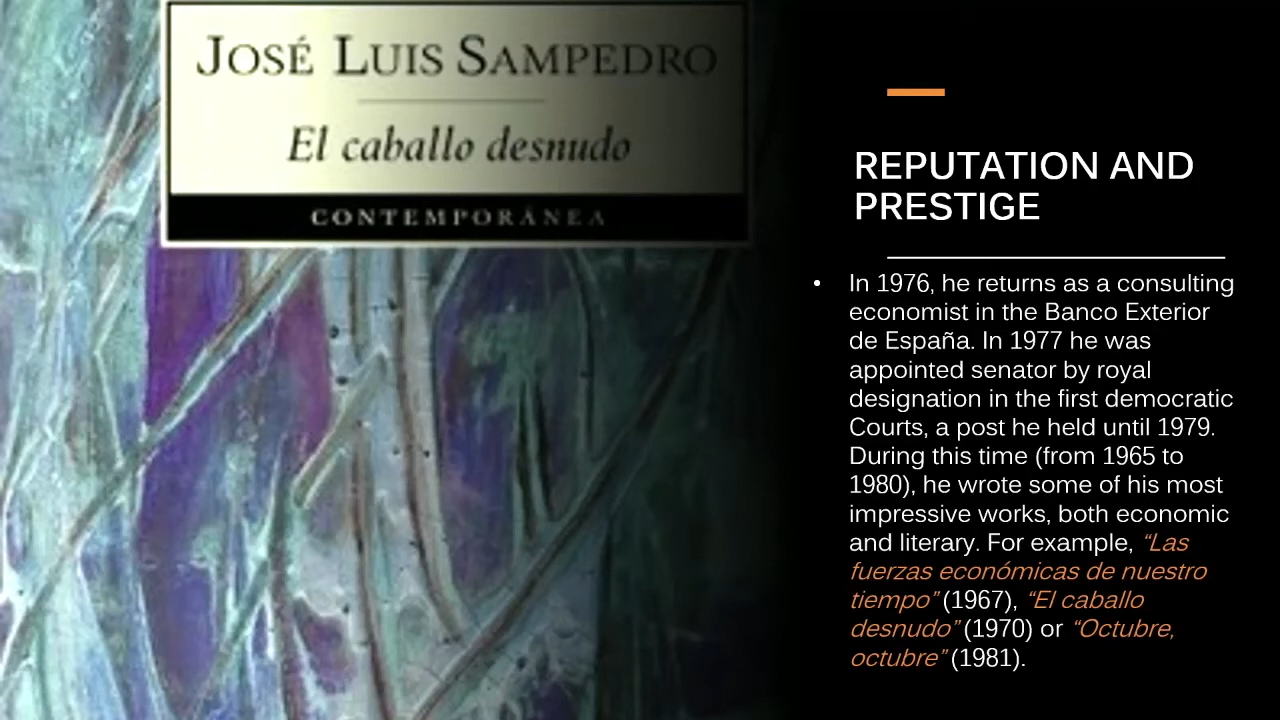 JOSÉ LUIS SAMPEDRO
El caballo desnudo
CONTEMPORÁNEA
REPUTATION AND
PRESTIGE
• In 1976, he returns as a consulting
economist in the Banco Exterior
de España. In 1977 he was
appointed senator by royal
designation in the first democratic
Courts, a post he held until 1979.
During this time (from 1965 to
1980), he wrote some of his most
impressive works, both economic
and literary. For example, “Las
fuerzas económicas de nuestro
tiempo” (1967), “El caballo
desnudo” (1970) or “Octubre,
octubre” (1981).